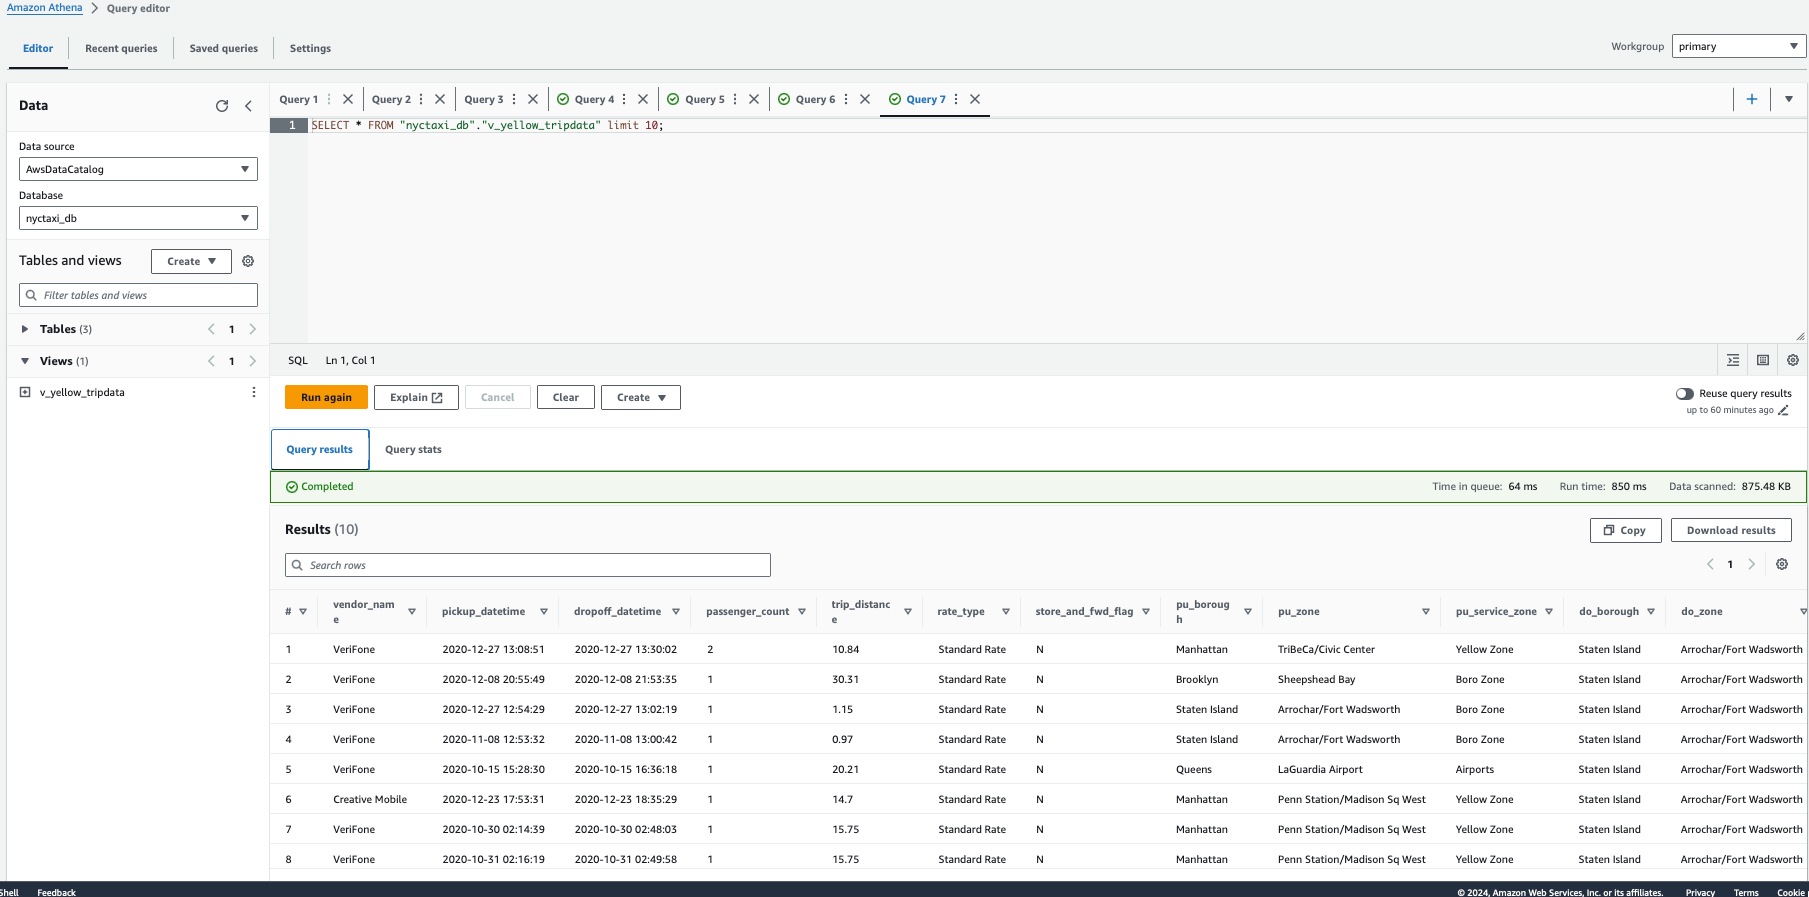 Amazon Athena > Query editor
Editor Recent queries Saved queries Settings Workgroup primary
Data
Data source
AwsDataCatalog
Database
nyctaxi_db
Tables and views Create
Filter tables and views
Tables (3) 1
Views (1) 1
v_yellow_tripdata
Query 1 Query 2 Query 3 Query 4 Query 5 Query 6 Query 7
1 SELECT * FROM "nyctaxi_db"."v_yellow_tripdata" limit 10;
SQL Ln 1, Col 1
Run again Explain Cancel Clear Create Reuse query results
up to 60 minutes ago
Query results Query stats
Completed Time in queue: 64 ms Run time: 850 ms Data scanned: 875.48 KB
Results (10) Copy Download results
Search rows 1
# vendor_nam
e pickup_datetime dropoff_datetime passenger_count trip_distanc
e rate_type store_and_fwd_flag pu_boroug
h pu_zone pu_service_zone do_borough do_zone
1 VeriFone 2020-12-27 13:08:51 2020-12-27 13:30:02 2 10.84 Standard Rate N Manhattan TriBeCa/Civic Center Yellow Zone Staten Island Arrochar/Fort Wadsworth
2 VeriFone 2020-12-08 20:55:49 2020-12-08 21:53:35 1 30.31 Standard Rate N Brooklyn Sheepshead Bay Boro Zone Staten Island Arrochar/Fort Wadsworth
3 VeriFone 2020-12-27 12:54:29 2020-12-27 13:02:19 1 1.15 Standard Rate N Staten Island Arrochar/Fort Wadsworth Boro Zone Staten Island Arrochar/Fort Wadsworth
4 VeriFone 2020-11-08 12:53:32 2020-11-08 13:00:42 1 0.97 Standard Rate N Staten Island Arrochar/Fort Wadsworth Boro Zone Staten Island Arrochar/Fort Wadsworth
5 VeriFone 2020-10-15 15:28:30 2020-10-15 16:36:18 1 20.21 Standard Rate N Queens LaGuardia Airport Airports Staten Island Arrochar/Fort Wadsworth
6 Creative Mobile 2020-12-23 17:53:31 2020-12-23 18:35:29 1 14.7 Standard Rate N Manhattan Penn Station/Madison Sq West Yellow Zone Staten Island Arrochar/Fort Wadsworth
7 VeriFone 2020-10-30 02:14:39 2020-10-30 02:48:03 1 15.75 Standard Rate N Manhattan Penn Station/Madison Sq West Yellow Zone Staten Island Arrochar/Fort Wadsworth
8 VeriFone 2020-10-31 02:16:19 2020-10-31 02:49:58 1 15.75 Standard Rate N Manhattan Penn Station/Madison Sq West Yellow Zone Staten Island Arrochar/Fort Wadsworth
Shell Feedback © 2024, Amazon Web Services, Inc. or its affiliates. Privacy Terms Cookie